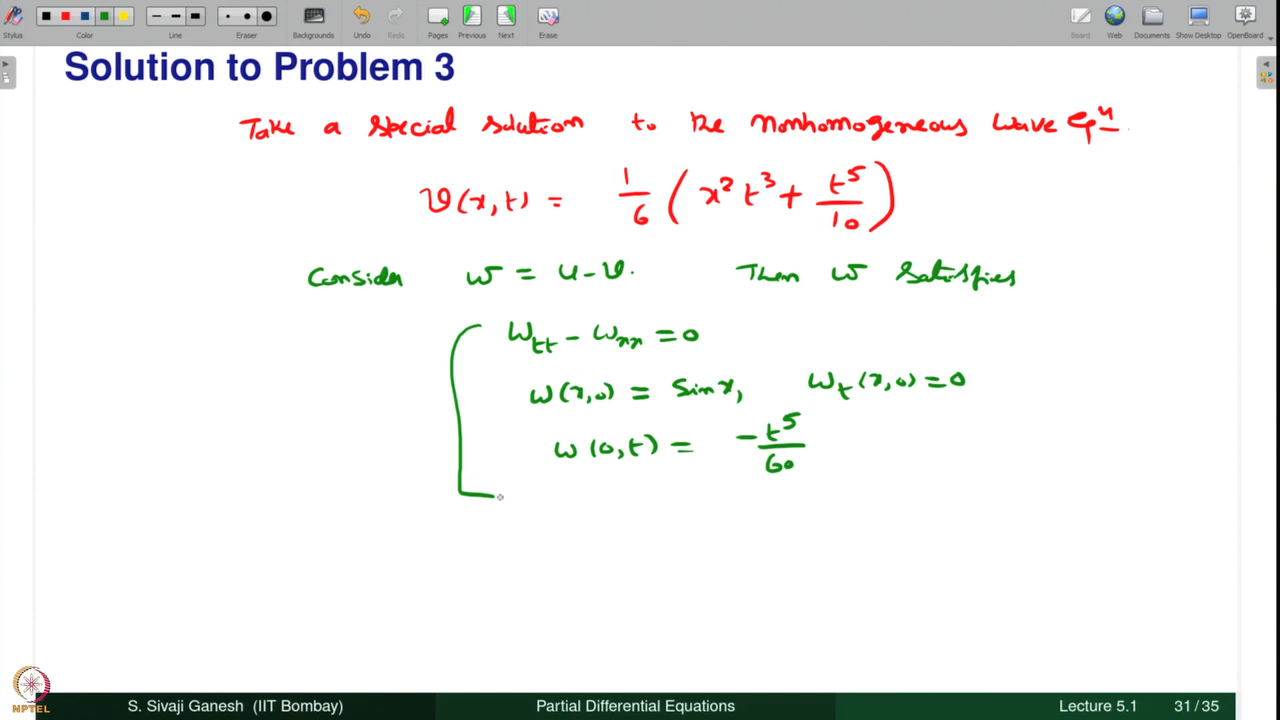 Stylus Color Line Eraser Backgrounds Undo Redo Pages Previous Next Erase Board Web Documents Show Desktop OpenBoard
Solution to Problem 3
Take a special solution to the nonhomogeneous wave eqn.
ϑ(x,t) = 1/6 ( x² t³ + t⁵/10 )
Consider w = u - ϑ. Then w satisfies
w_tt - w_xx = 0
w(x,0) = Sin x, w_t(x,0) = 0
w(0,t) = -t⁵/60
NPTEL
S. Sivaji Ganesh (IIT Bombay) Partial Differential Equations Lecture 5.1 31/35